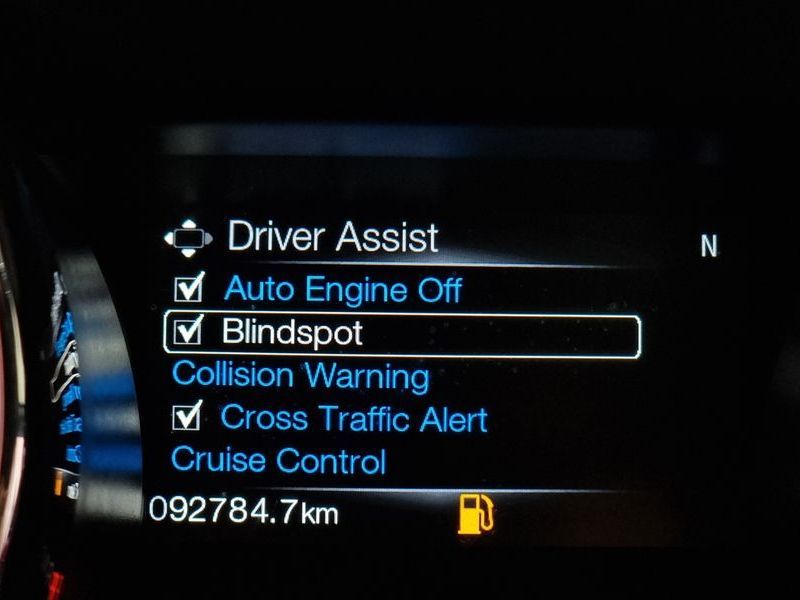 Driver Assist
N
Auto Engine Off
Blindspot
Collision Warning
Cross Traffic Alert
Cruise Control
092784.7km